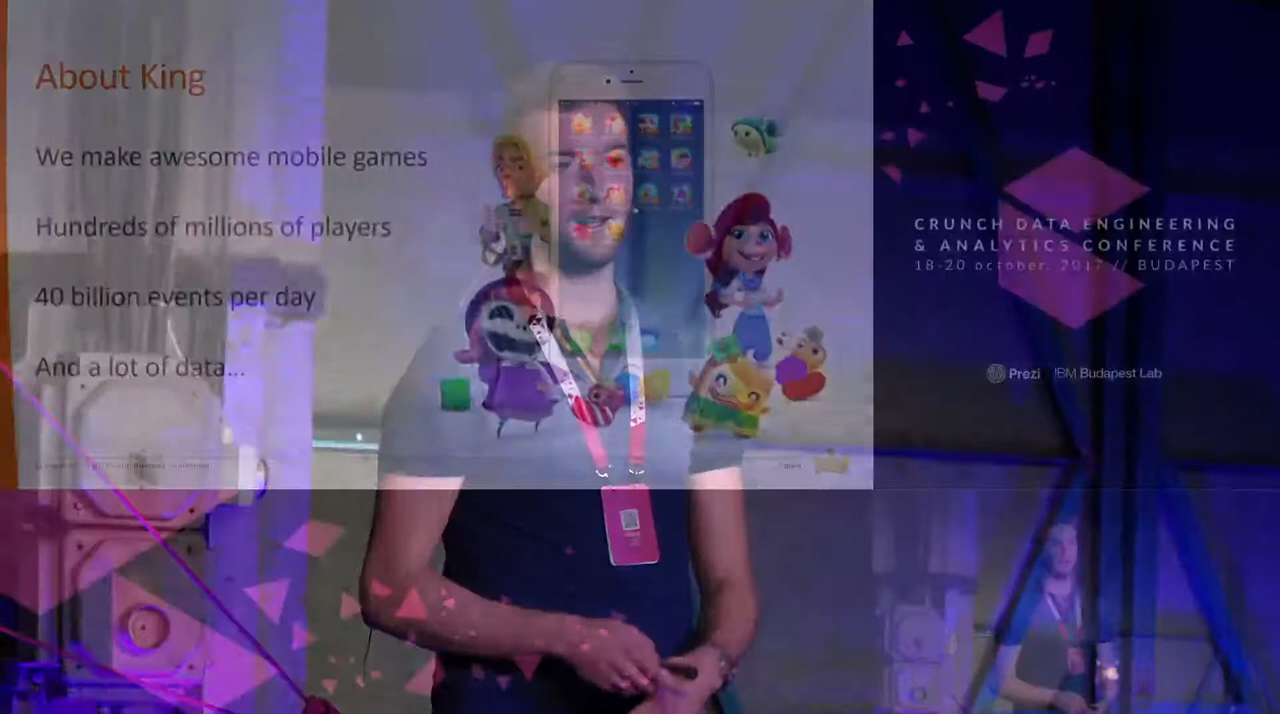 About King
We make awesome mobile games
Hundreds of millions of players
40 billion events per day
And a lot of data...
CRUNCH DATA ENGINEERING
& ANALYTICS CONFERENCE
18-20 october. 2017 // BUDAPEST
Prezi IBM Budapest Lab